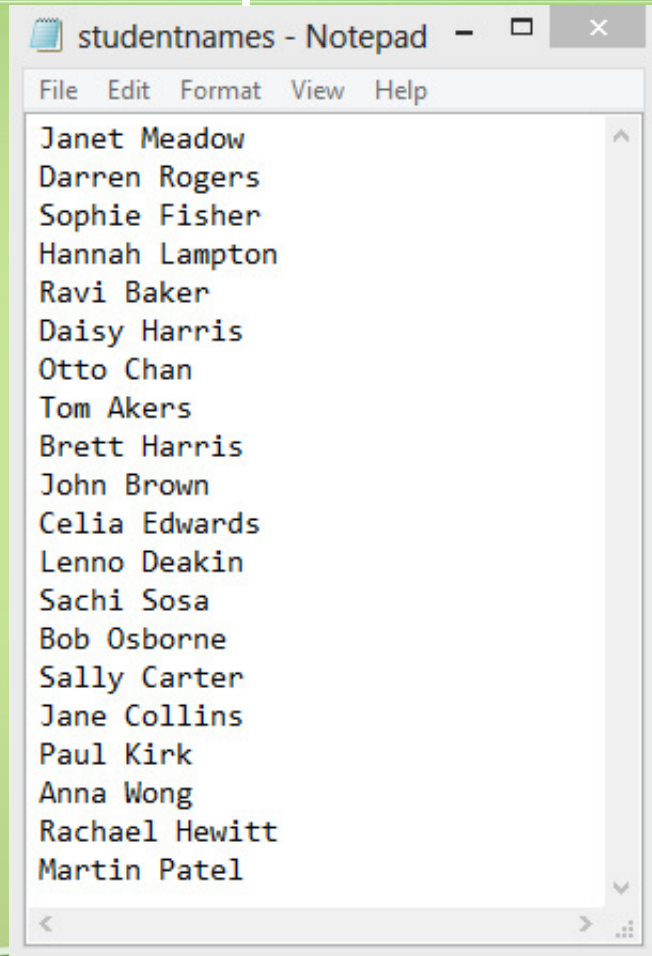 studentnames - Notepad
File Edit Format View Help
Janet Meadow
Darren Rogers
Sophie Fisher
Hannah Lampton
Ravi Baker
Daisy Harris
Otto Chan
Tom Akers
Brett Harris
John Brown
Celia Edwards
Lenno Deakin
Sachi Sosa
Bob Osborne
Sally Carter
Jane Collins
Paul Kirk
Anna Wong
Rachael Hewitt
Martin Patel